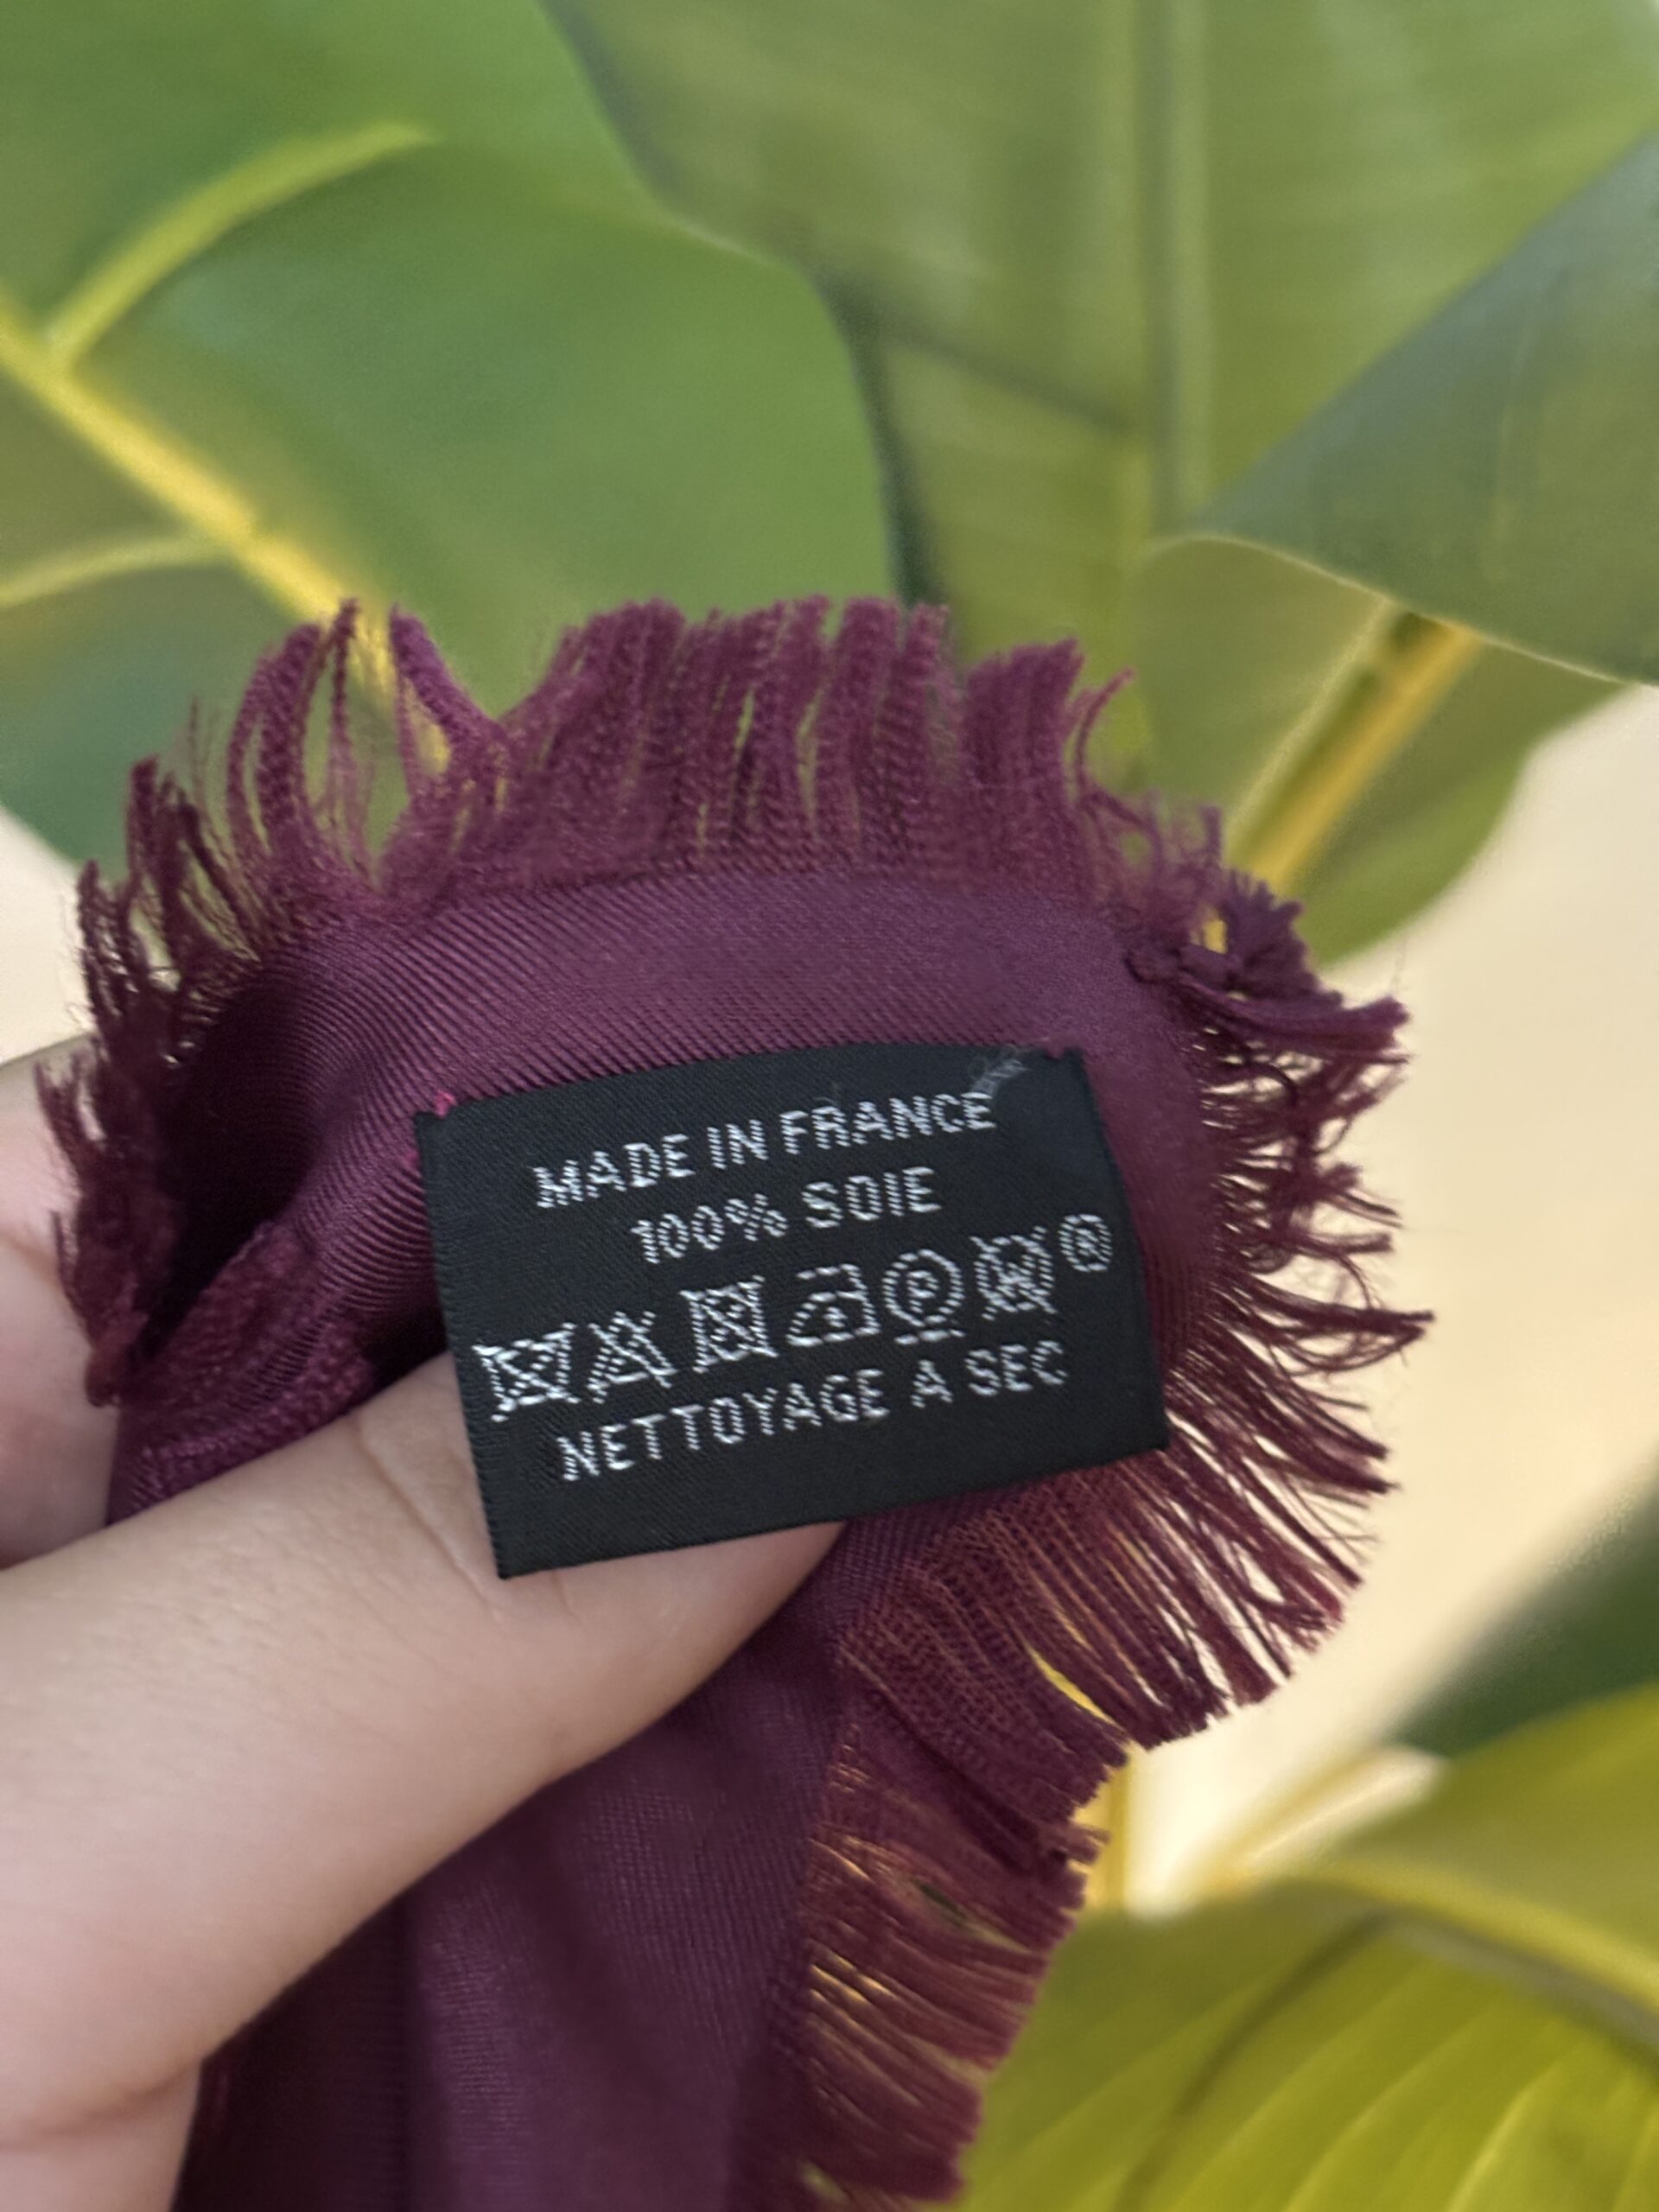 MADE IN FRANCE
100% SOIE
P W ®
NETTOYAGE A SEC